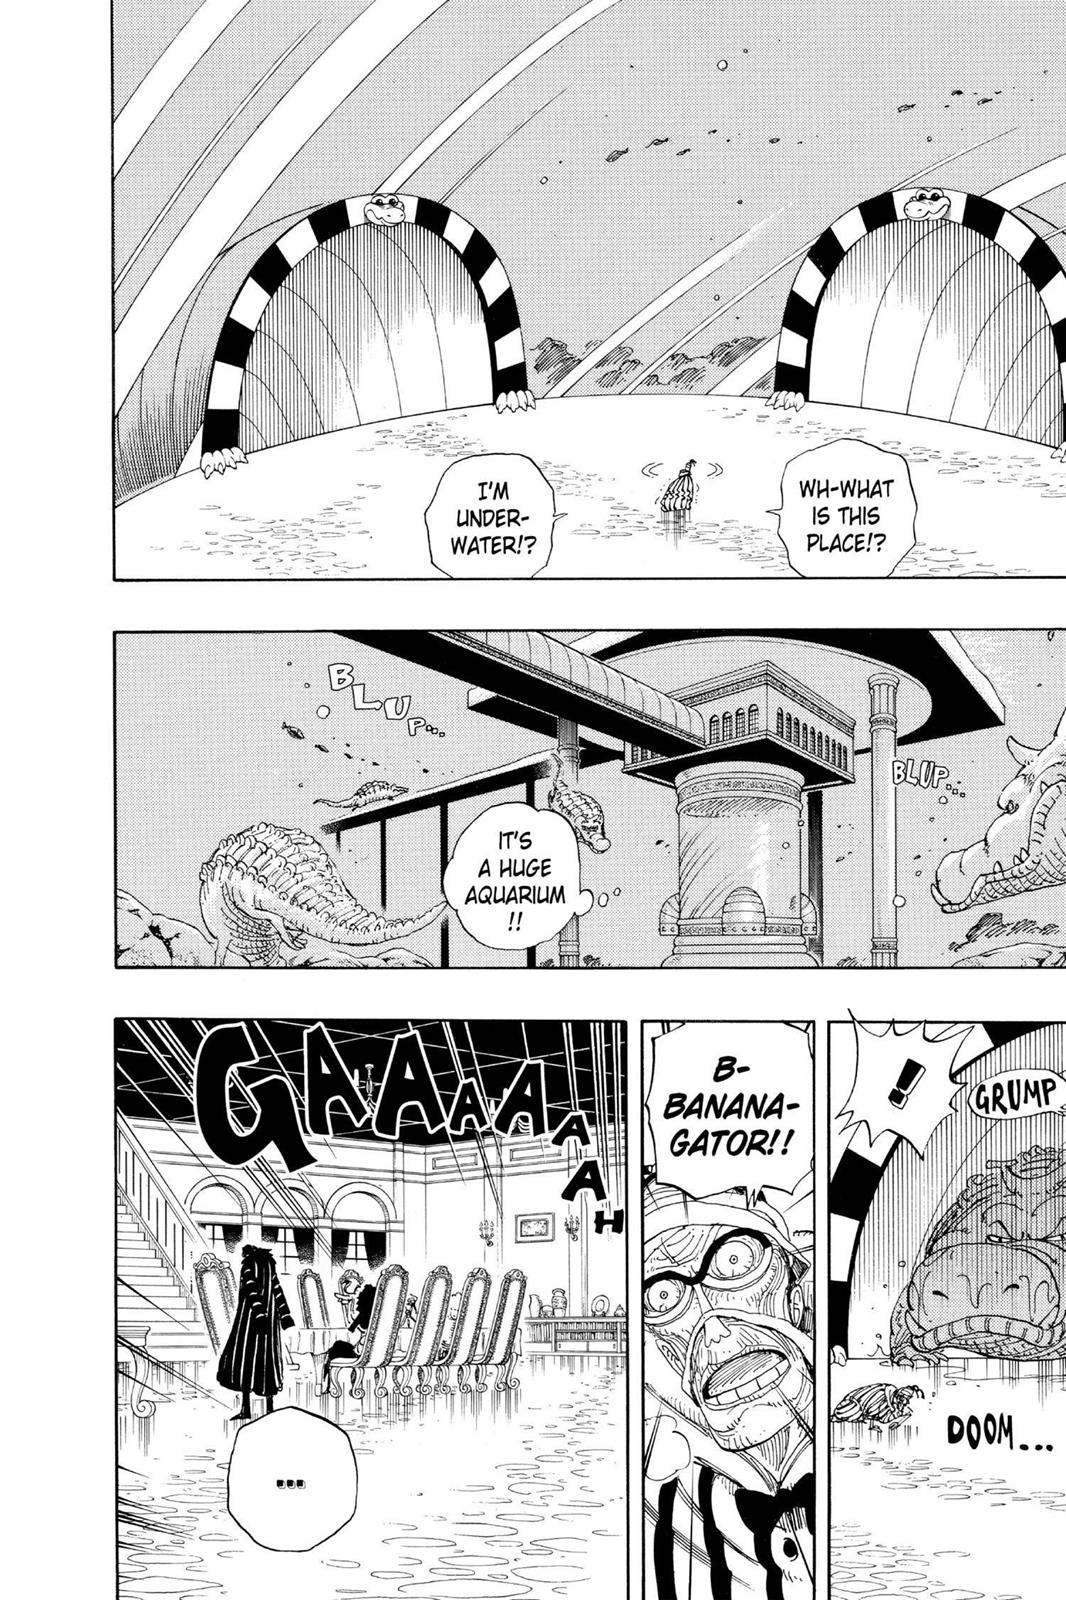 WH-WHAT
IS THIS
PLACE!?
I'M
UNDER-
WATER!?
BLUP...
BLUP...
IT'S
A HUGE
AQUARIUM
!!
!
GRUMP
DOOM...
B-
BANANA-
GATOR!!
GAAAAAAH
...